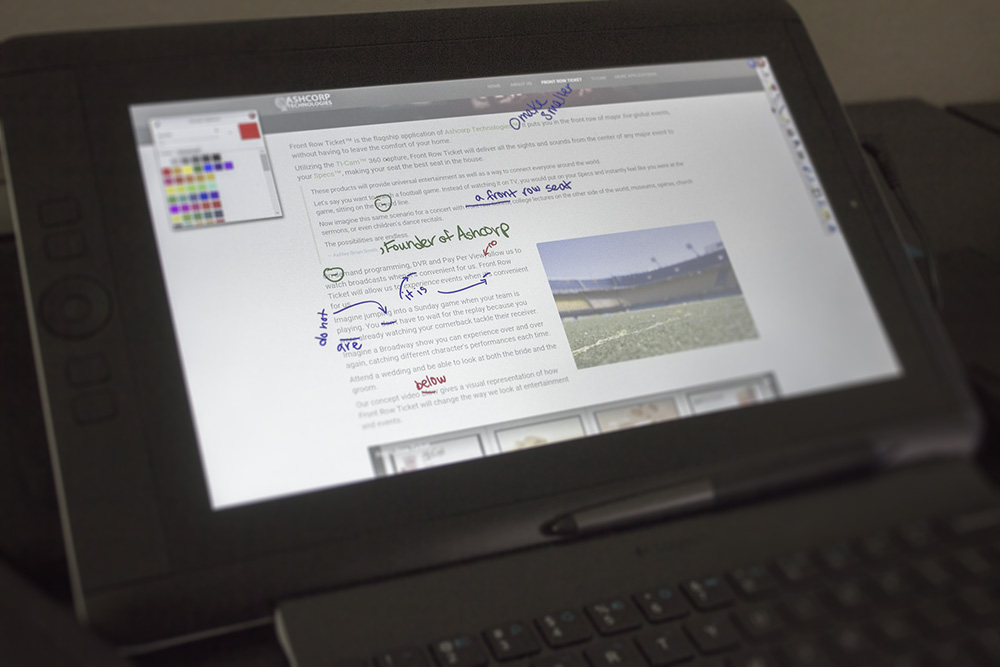 ASHCORP
TECHNOLOGIES
HOME ABOUT US FRONT ROW TICKET TI-CAM
make
smaller
Front Row Ticket™ is the flagship application of Ashcorp Technologies. It puts you in the front row of major, live global events,
without having to leave the comfort of your home.
Utilizing the Ti-Cam™ 360 capture, Front Row Ticket will deliver all the sights and sounds from the center of any major event to
your Specs™, making your seat the best seat in the house.
These products will provide universal entertainment as well as a way to connect everyone around the world.
Let's say you want to a football game. Instead of watching it on TV, you would put on your Specs and instantly feel like you were at the
game, sitting on the line.
a front row seat
Now imagine this same scenario for a concert with college lectures on the other side of the world, museums, operas, church
sermons, or even children's dance recitals.
The possibilities are endless.
, Founder of Ashcorp
demand programming, DVR and Pay Per View allow us to
watch broadcasts when convenient for us. Front Row
Ticket will allow us to experience events when convenient
for us.
it is
do not
Imagine jumping into a Sunday game when your team is
playing. You have to wait for the replay because you
are
already watching your cornerback tackle their receiver.
Imagine a Broadway show you can experience over and over
again, catching different character's performances each time.
Attend a wedding and be able to look at both the bride and the
groom.
below
Our concept video gives a visual representation of how
Front Row Ticket will change the way we look at entertainment
and events.